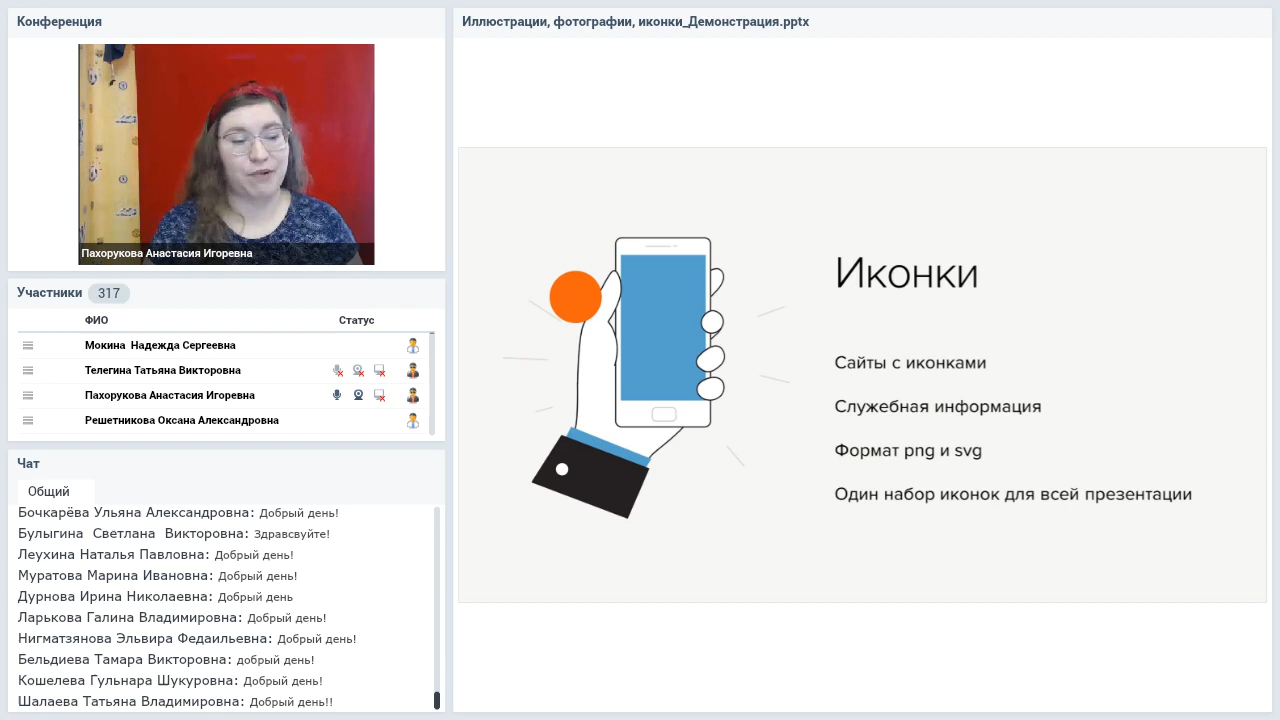 Конференция
Пахорукова Анастасия Игоревна
Участники 317
ФИО Статус
Мокина Надежда Сергеевна
Телегина Татьяна Викторовна
Пахорукова Анастасия Игоревна
Решетникова Оксана Александровна
Чат
Общий
Бочкарёва Ульяна Александровна: Добрый день!
Булыгина Светлана Викторовна: Здравсвуйте!
Леухина Наталья Павловна: Добрый день!
Муратова Марина Ивановна: Добрый день!
Дурнова Ирина Николаевна: Добрый день
Ларькова Галина Владимировна: Добрый день!
Нигматзянова Эльвира Федаильевна: Добрый день!
Бельдиева Тамара Викторовна: добрый день!
Кошелева Гульнара Шукуровна: Добрый день!
Шалаева Татьяна Владимировна: Добрый день!!
Иллюстрации, фотографии, иконки_Демонстрация.pptx
Иконки
Сайты с иконками
Служебная информация
Формат png и svg
Один набор иконок для всей презентации